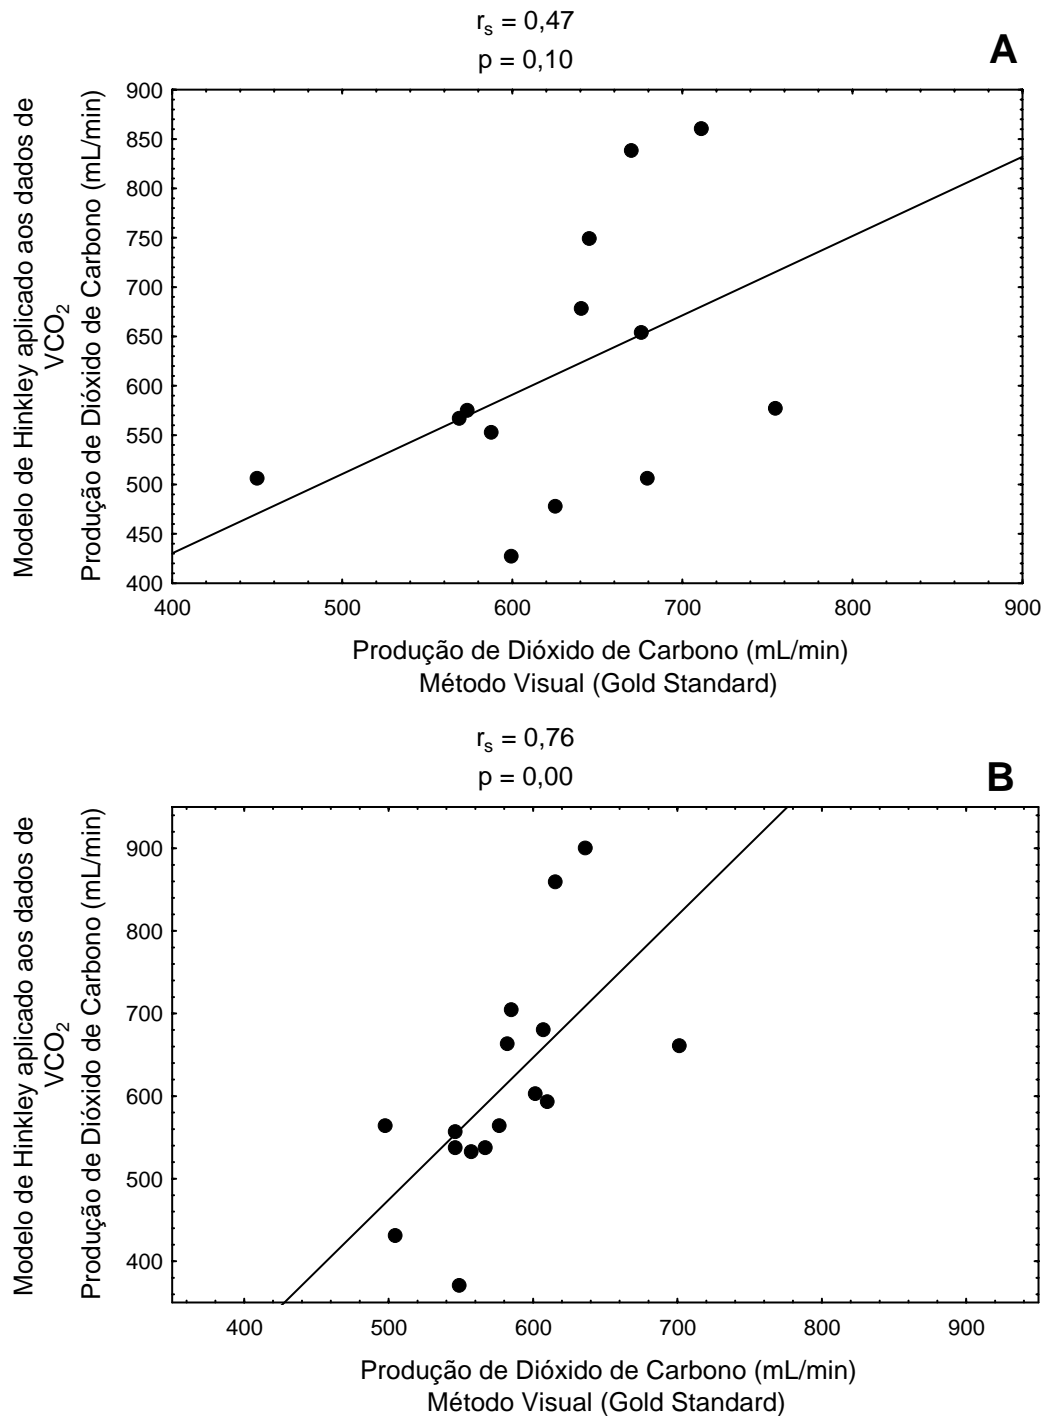 r_s = 0,47
p = 0,10
A
Modelo de Hinkley aplicado aos dados de
VCO₂
Produção de Dióxido de Carbono (mL/min)
900
850
800
750
700
650
600
550
500
450
400
400 500 600 700 800 900
Produção de Dióxido de Carbono (mL/min)
Método Visual (Gold Standard)
r_s = 0,76
p = 0,00
B
Modelo de Hinkley aplicado aos dados de
VCO₂
Produção de Dióxido de Carbono (mL/min)
900
800
700
600
500
400
400 500 600 700 800 900
Produção de Dióxido de Carbono (mL/min)
Método Visual (Gold Standard)